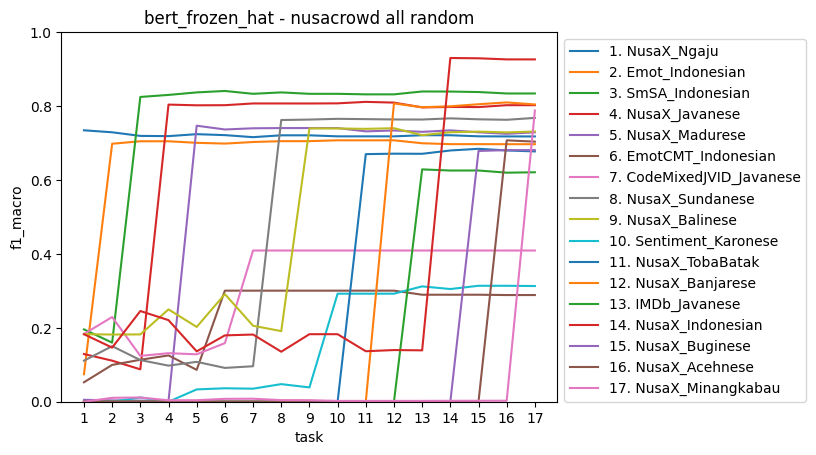 bert_frozen_hat - nusacrowd all random
1.0
0.8
0.6
0.4
0.2
0.0
f1_macro
1 2 3 4 5 6 7 8 9 10 11 12 13 14 15 16 17
task
1. NusaX_Ngaju
2. Emot_Indonesian
3. SmSA_Indonesian
4. NusaX_Javanese
5. NusaX_Madurese
6. EmotCMT_Indonesian
7. CodeMixedJVID_Javanese
8. NusaX_Sundanese
9. NusaX_Balinese
10. Sentiment_Karonese
11. NusaX_TobaBatak
12. NusaX_Banjarese
13. IMDb_Javanese
14. NusaX_Indonesian
15. NusaX_Buginese
16. NusaX_Acehnese
17. NusaX_Minangkabau